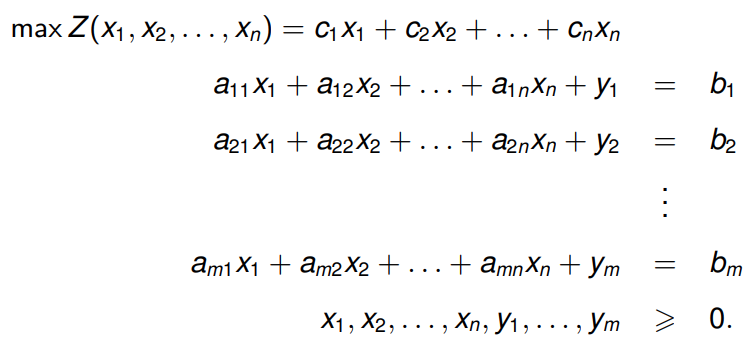 max Z(x₁, x₂, . . . , xₙ) = c₁x₁ + c₂x₂ + . . . + cₙxₙ
a₁₁x₁ + a₁₂x₂ + . . . + a₁ₙxₙ + y₁ = b₁
a₂₁x₁ + a₂₂x₂ + . . . + a₂ₙxₙ + y₂ = b₂
⋮
aₘ₁x₁ + aₘ₂x₂ + . . . + aₘₙxₙ + yₘ = bₘ
x₁, x₂, . . . , xₙ, y₁, . . . , yₘ ⩾ 0.